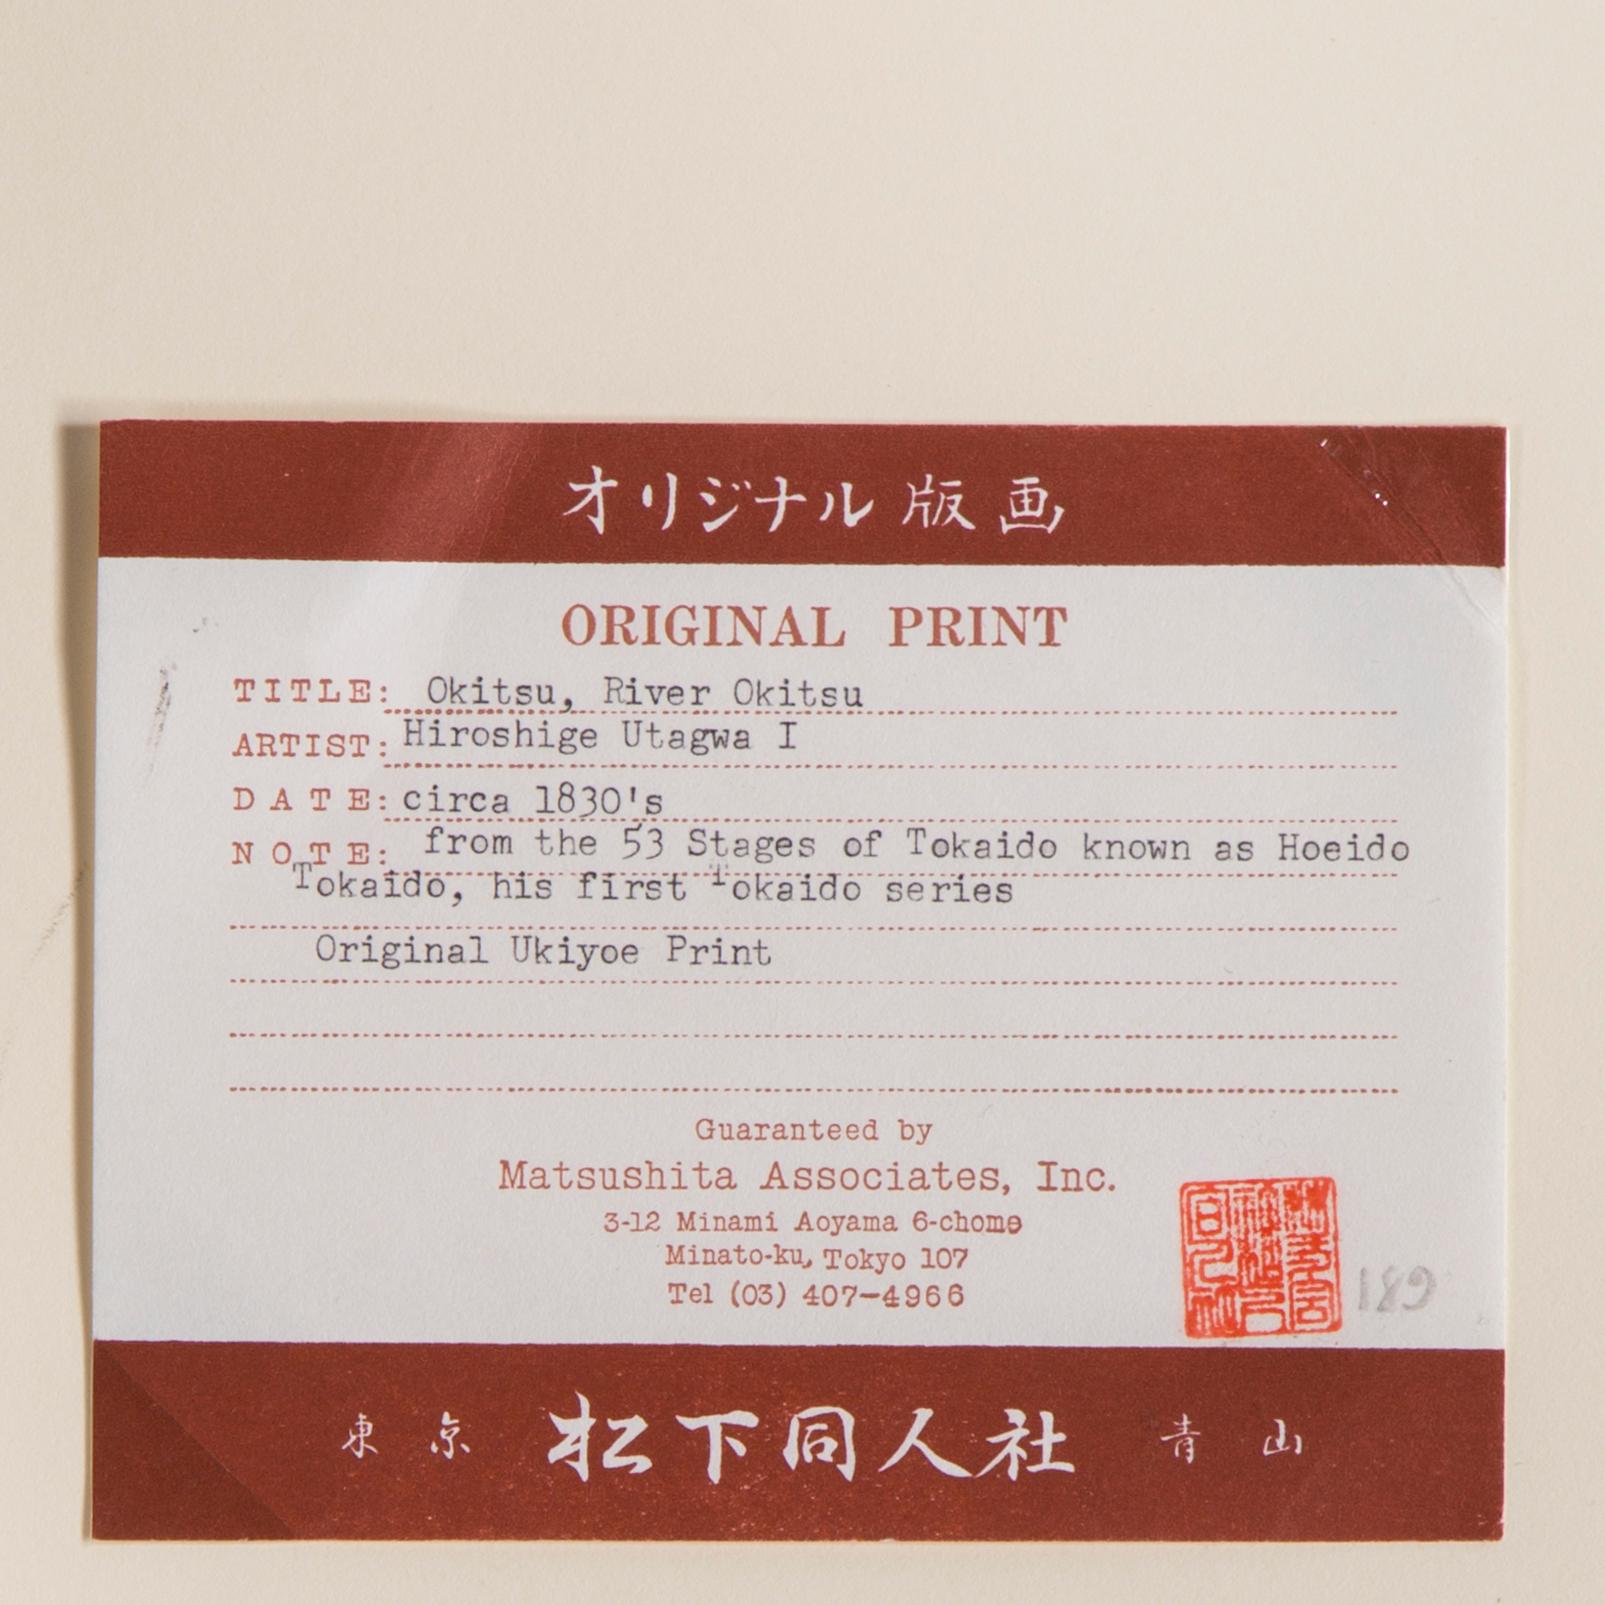 オリジナル版画
ORIGINAL PRINT
TITLE: Okitsu, River Okitsu
ARTIST: Hiroshige Utagwa I
DATE: circa 1830's
NOTE: from the 53 Stages of Tokaido known as Hoeido
Tokaido, his first Tokaido series
Original Ukiyoe Print
Guaranteed by
Matsushita Associates, Inc.
3-12 Minami Aoyama 6-chome
Minato-ku, Tokyo 107
Tel (03) 407-4966
189
東京 松下同人社 青山